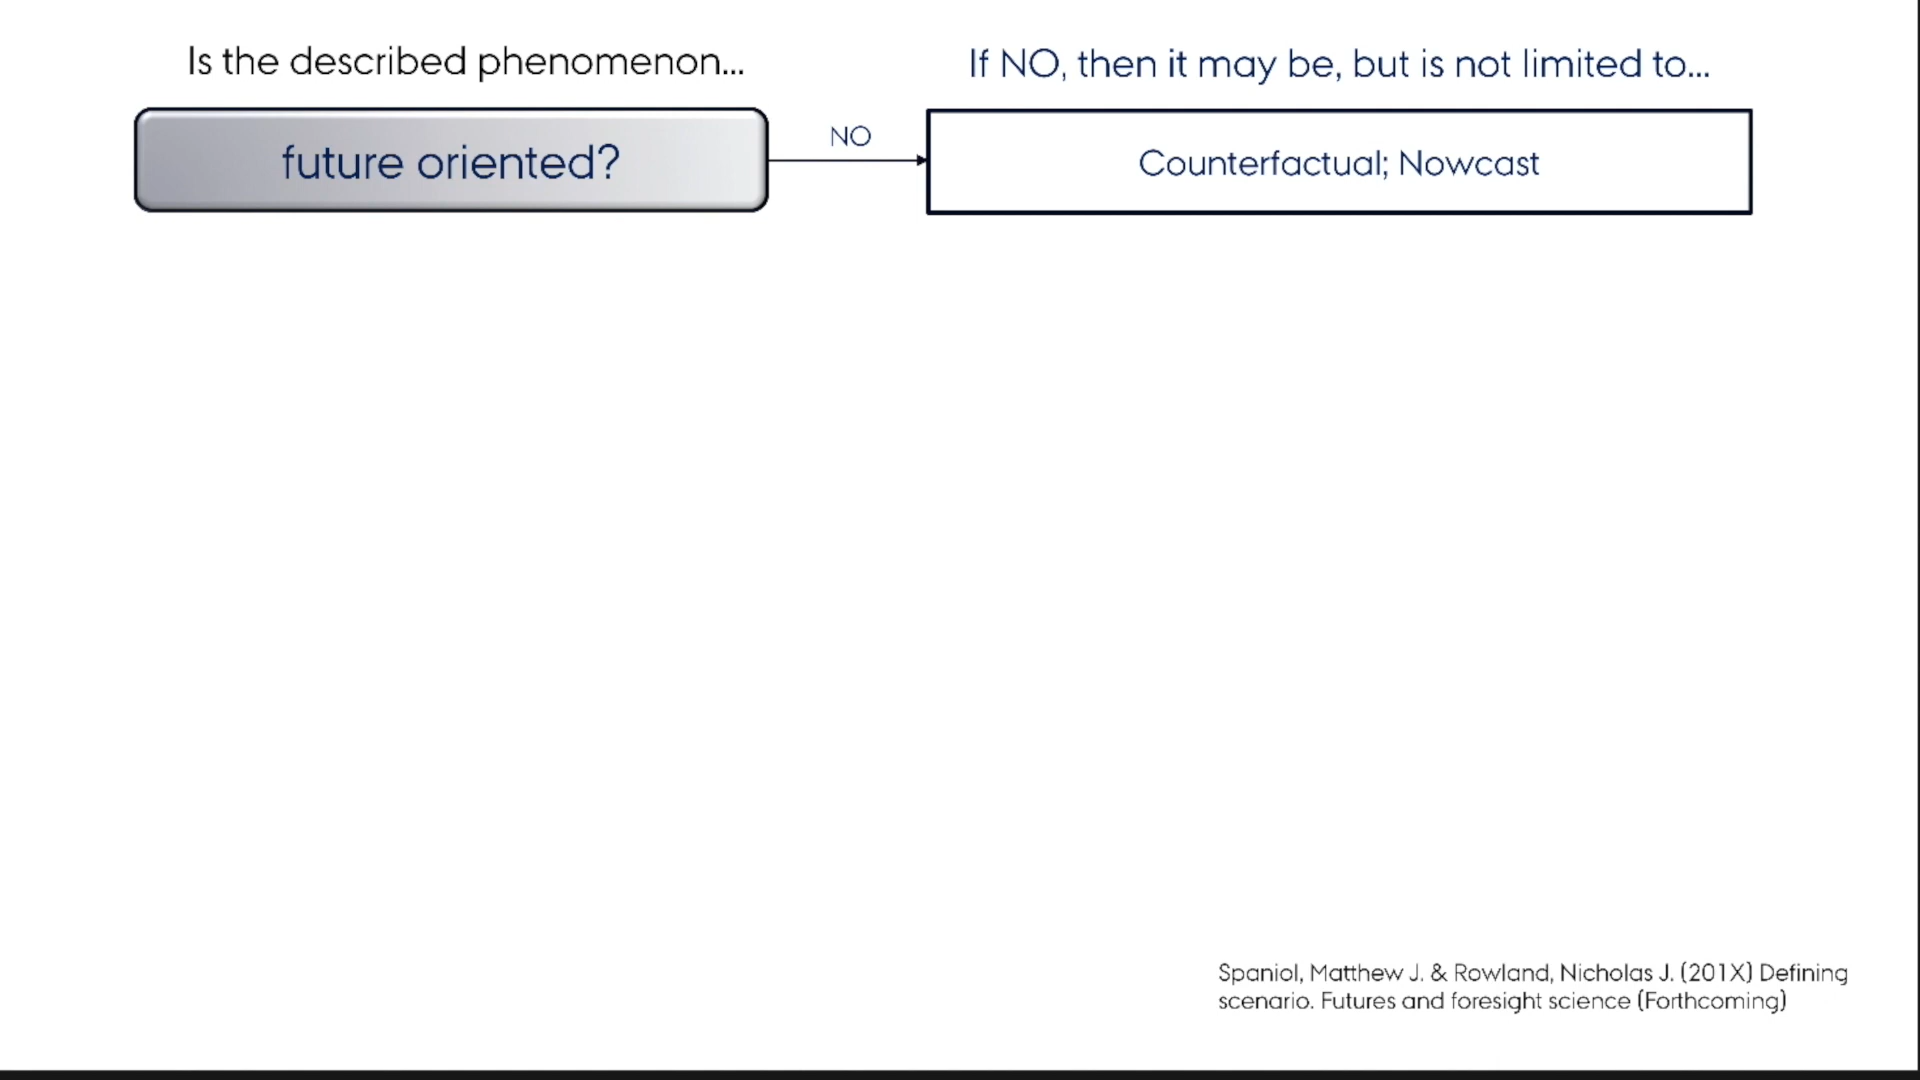 Is the described phenomenon...
If NO, then it may be, but is not limited to...
future oriented?
NO
Counterfactual; Nowcast
Spaniol, Matthew J. & Rowland, Nicholas J. (201X) Defining
scenario. Futures and foresight science (Forthcoming)